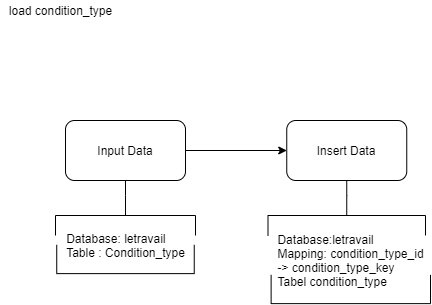 load condition_type
Input Data
Insert Data
Database: letravail
Table : Condition_type
Database:letravail
Mapping: condition_type_id
-> condition_type_key
Tabel condition_type